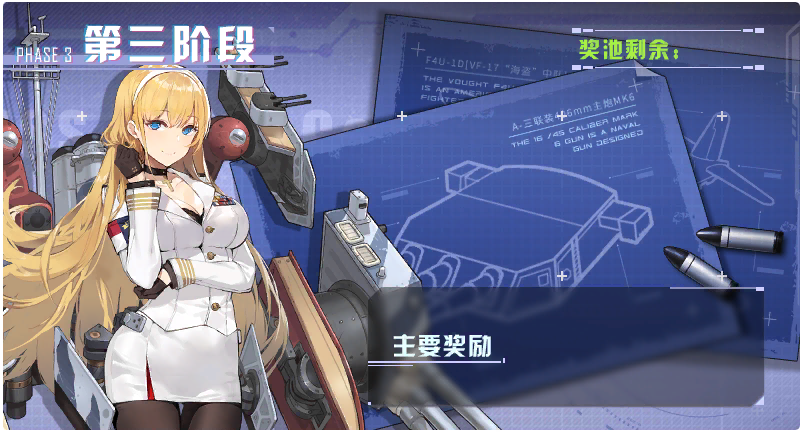 PHASE 3
第三阶段
奖池剩余：
F4U-1D[VF-17 "海盗" 中
THE VOUGHT F4U
IS AN AMERICAN
FIGHTE
A-三联装406mm主炮MK6
THE 16 /45 CALIBER MARK
6 GUN IS A NAVAL
GUN DESIGNED
主要奖励